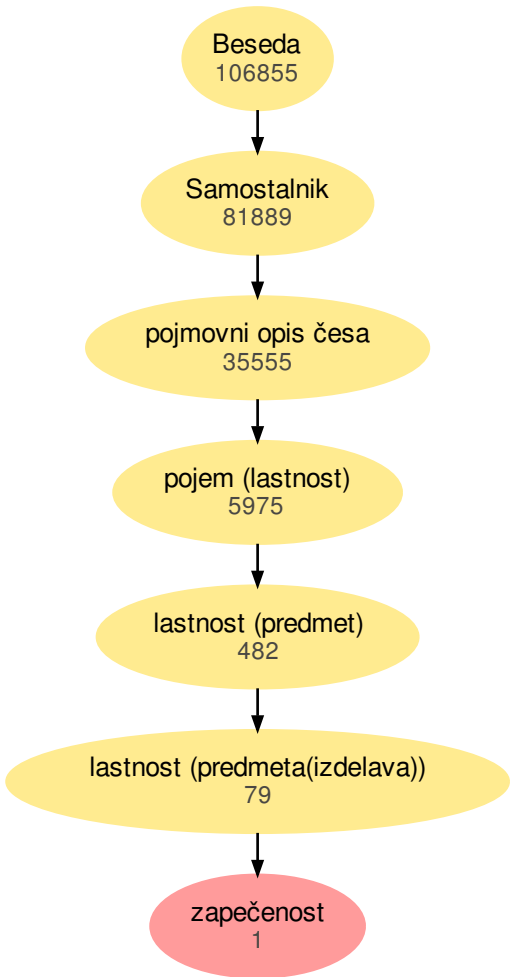 Beseda
106855
Samostalnik
81889
pojmovni opis česa
35555
pojem (lastnost)
5975
lastnost (predmet)
482
lastnost (predmeta(izdelava))
79
zapečenost
1